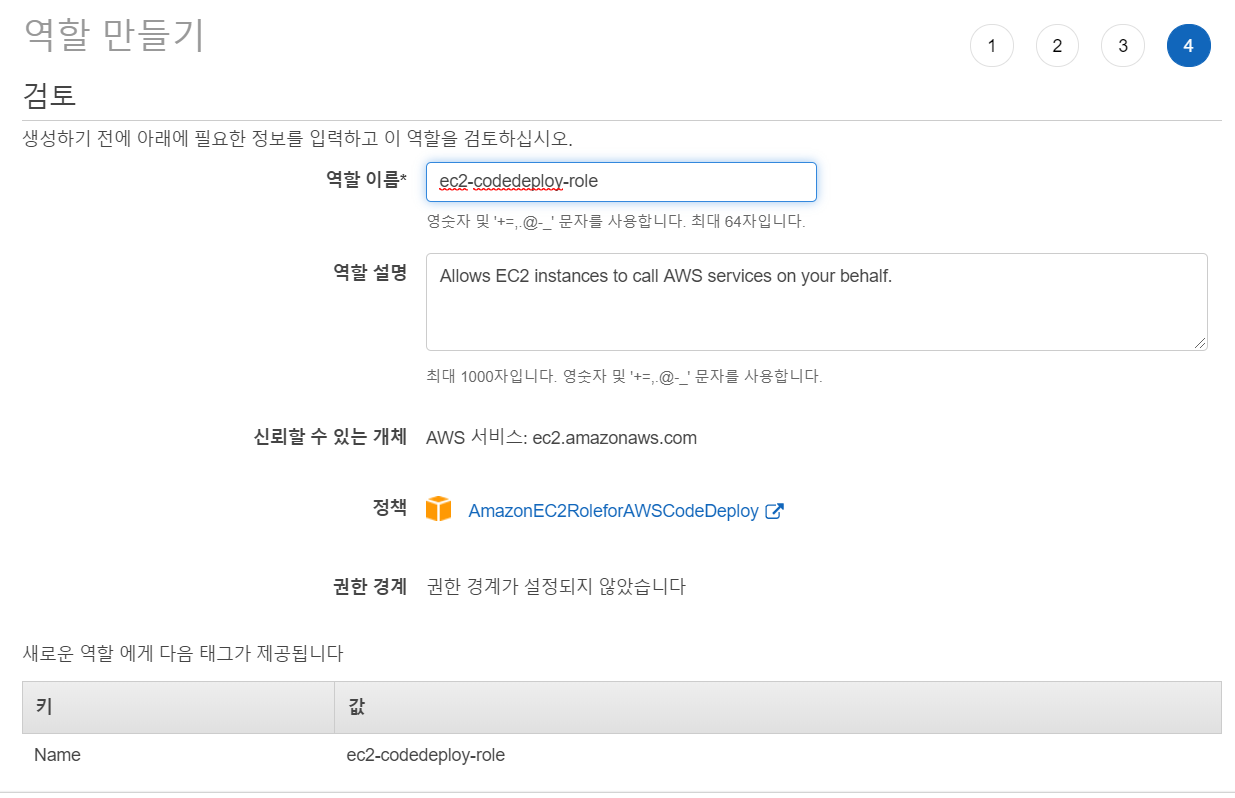 역할 만들기
1 2 3 4
검토
생성하기 전에 아래에 필요한 정보를 입력하고 이 역할을 검토하십시오.
역할 이름* ec2-codedeploy-role
영숫자 및 '+=,.@-_' 문자를 사용합니다. 최대 64자입니다.
역할 설명 Allows EC2 instances to call AWS services on your behalf.
최대 1000자입니다. 영숫자 및 '+=,.@-_' 문자를 사용합니다.
신뢰할 수 있는 개체 AWS 서비스: ec2.amazonaws.com
정책 AmazonEC2RoleforAWSCodeDeploy
권한 경계 권한 경계가 설정되지 않았습니다
새로운 역할 에게 다음 태그가 제공됩니다
키 값
Name ec2-codedeploy-role